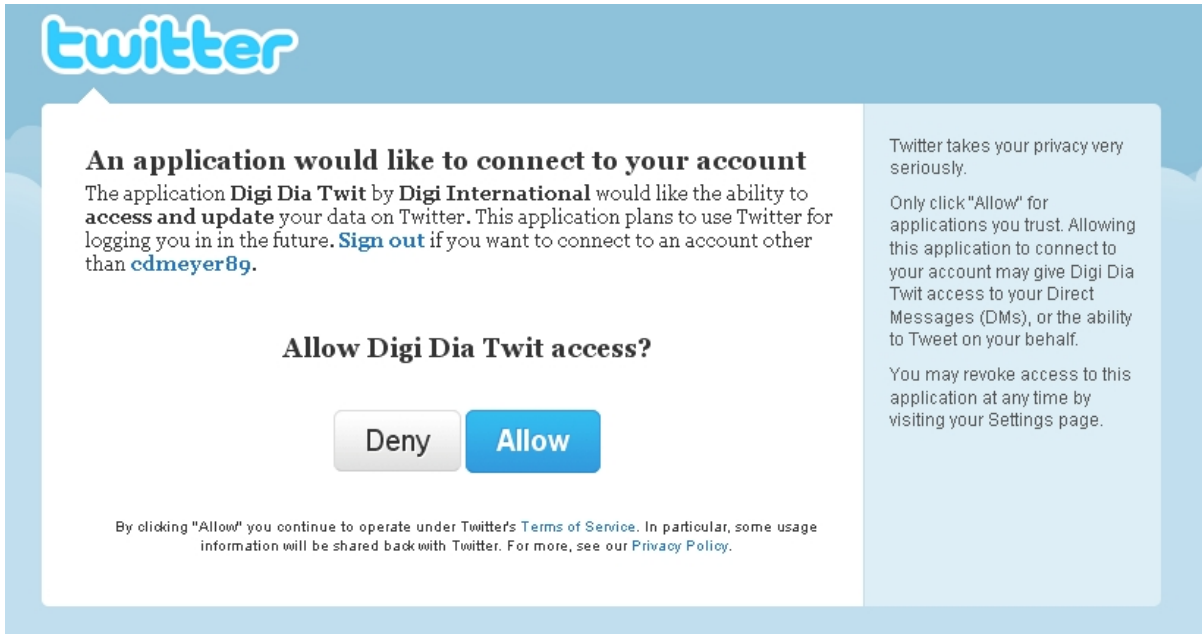 twitter
An application would like to connect to your account
The application Digi Dia Twit by Digi International would like the ability to
access and update your data on Twitter. This application plans to use Twitter for
logging you in in the future. Sign out if you want to connect to an account other
than cdmeyer89.
Allow Digi Dia Twit access?
Deny Allow
By clicking "Allow" you continue to operate under Twitter's Terms of Service. In particular, some usage
information will be shared back with Twitter. For more, see our Privacy Policy.
Twitter takes your privacy very
seriously.
Only click "Allow" for
applications you trust. Allowing
this application to connect to
your account may give Digi Dia
Twit access to your Direct
Messages (DMs), or the ability
to Tweet on your behalf.
You may revoke access to this
application at any time by
visiting your Settings page.